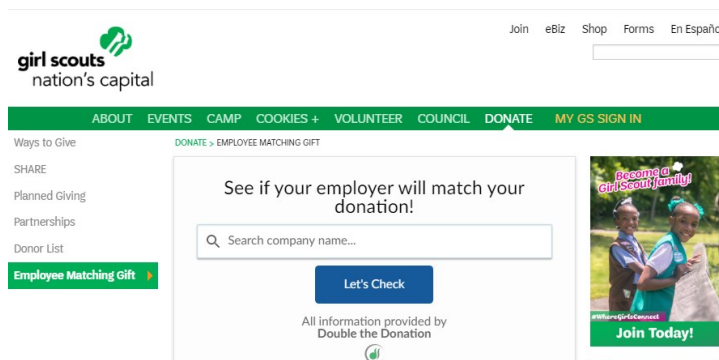 Join eBiz Shop Forms En Españo
girl scouts
nation's capital
ABOUT EVENTS CAMP COOKIES + VOLUNTEER COUNCIL DONATE MY GS SIGN IN
Ways to Give
SHARE
Planned Giving
Partnerships
Donor List
Employee Matching Gift
DONATE > EMPLOYEE MATCHING GIFT
See if your employer will match your
donation!
Search company name...
Let's Check
All information provided by
Double the Donation
Become a
Girl Scout family!
#WhereGirlsConnect
Join Today!